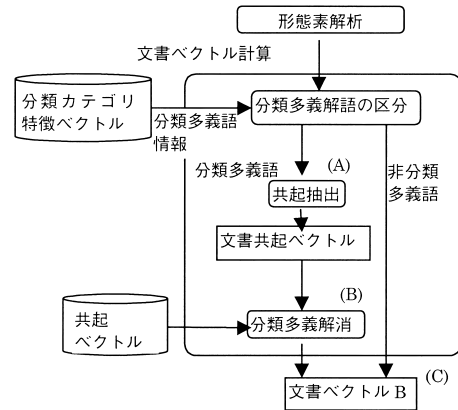 形態素解析
文書ベクトル計算
分類カテゴリ
特徴ベクトル
分類多義解語の区分
分類多義語
情報
(A)
分類多義語
非分類
多義語
共起抽出
文書共起ベクトル
(B)
共起
ベクトル
分類多義解消
(C)
文書ベクトル B